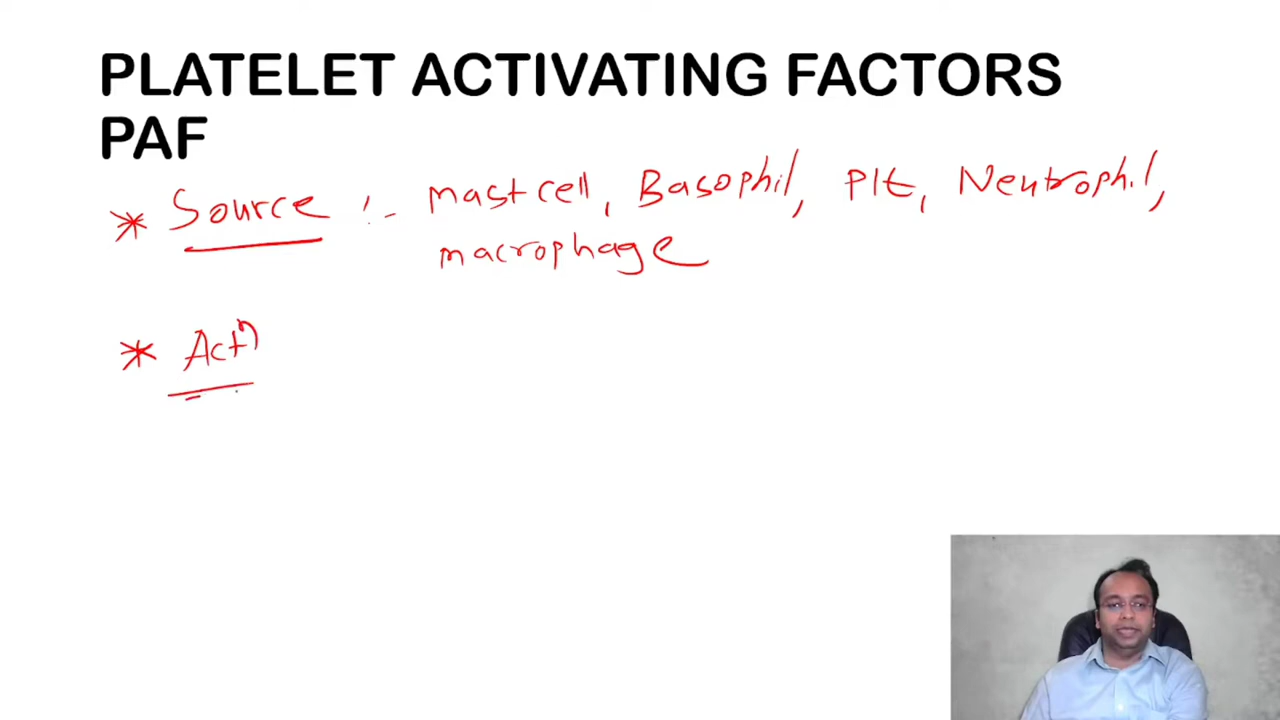 PLATELET ACTIVATING FACTORS
PAF
* Source :- mast cell, Basophil, Plt, Neutrophil,
macrophage
* Actⁿ